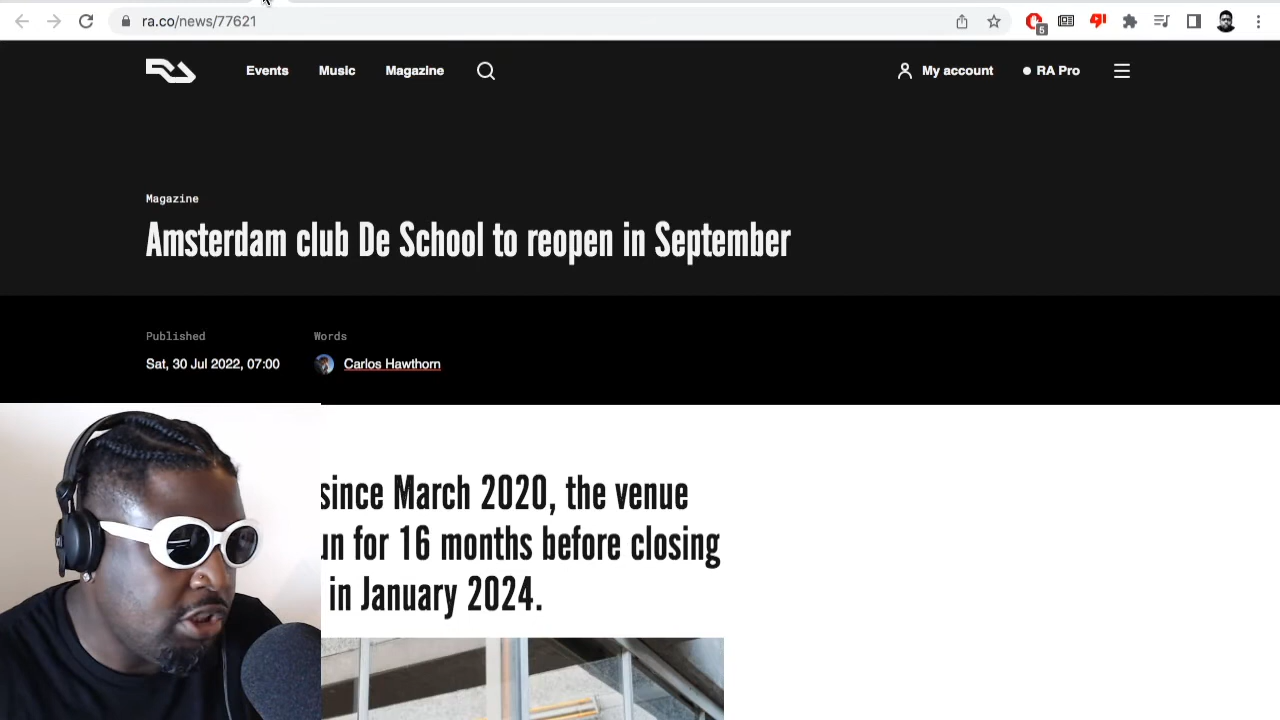 ra.co/news/77621
5
Events
Music
Magazine
My account
RA Pro
Magazine
Amsterdam club De School to reopen in September
Published
Words
Sat, 30 Jul 2022, 07:00
Carlos Hawthorn
since March 2020, the venue
un for 16 months before closing
in January 2024.